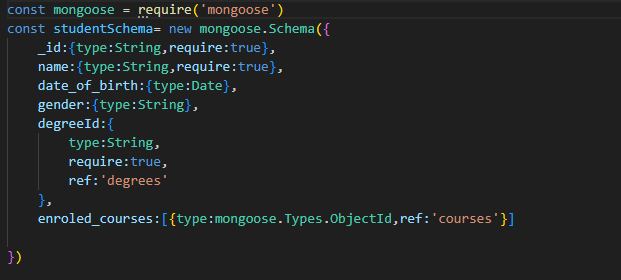 const mongoose = require('mongoose')
const studentSchema= new mongoose.Schema({
    _id:{type:String,require:true},
    name:{type:String,require:true},
    date_of_birth:{type:Date},
    gender:{type:String},
    degreeId:{
        type:String,
        require:true,
        ref:'degrees'
    },
    enroled_courses:[{type:mongoose.Types.ObjectId,ref:'courses'}]
})